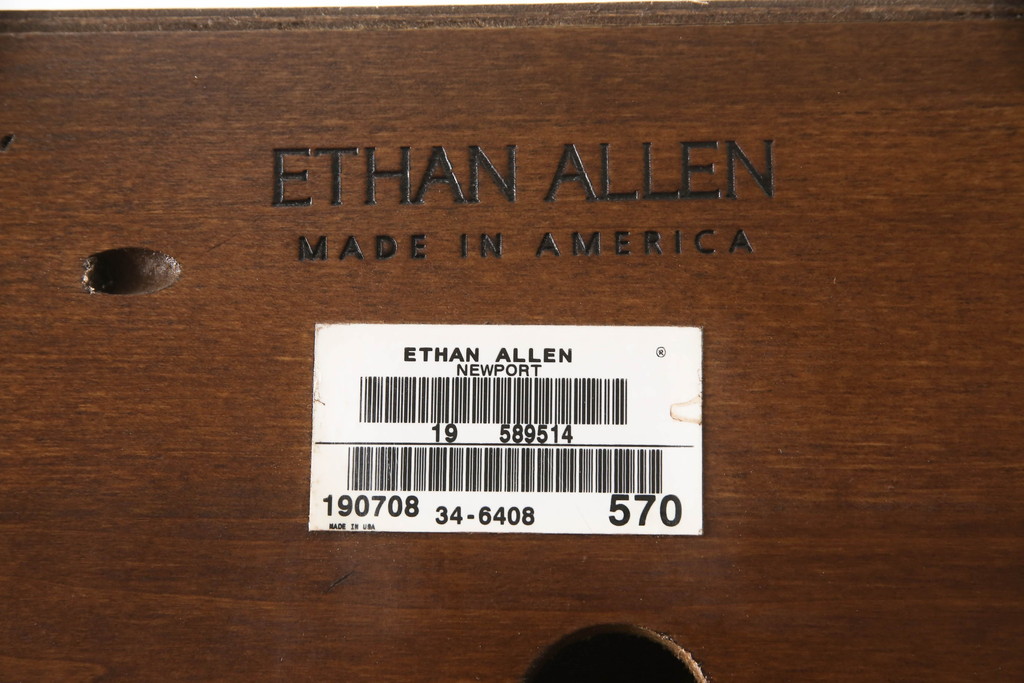 ETHAN ALLEN
MADE IN AMERICA
ETHAN ALLEN ®
NEWPORT
19 589514
190708 34-6408 570
MADE IN USA